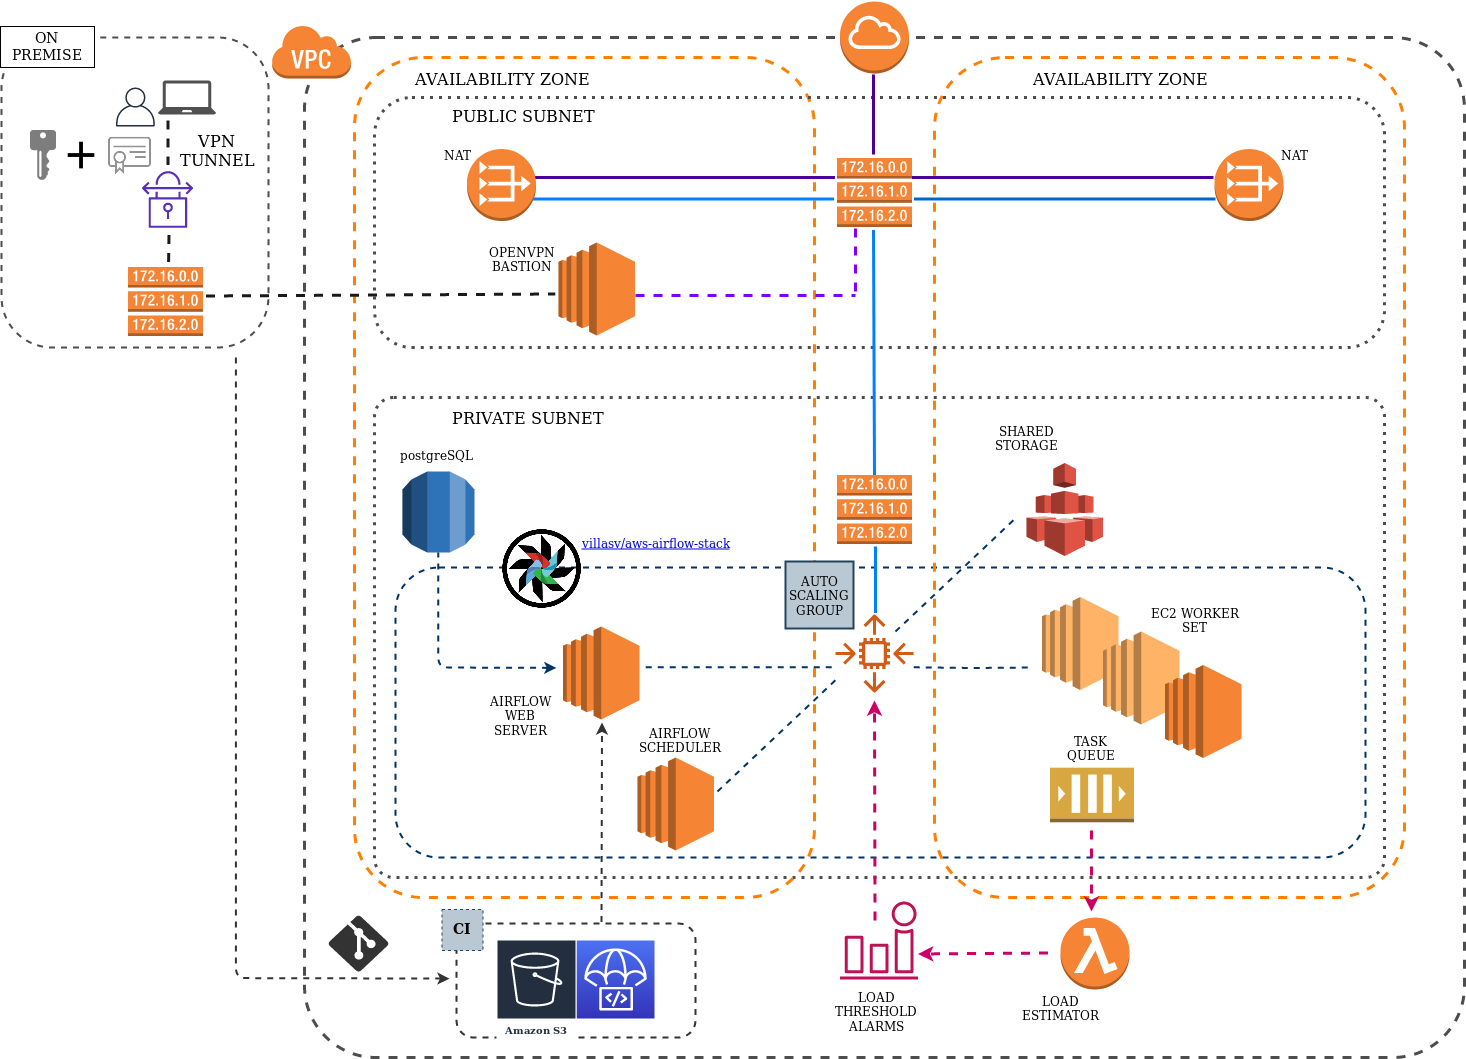 ON
PREMISE
VPC
AVAILABILITY ZONE
AVAILABILITY ZONE
PUBLIC SUBNET
VPN
TUNNEL
NAT
NAT
172.16.0.0
172.16.1.0
172.16.2.0
OPENVPN
BASTION
172.16.0.0
172.16.1.0
172.16.2.0
PRIVATE SUBNET
SHARED
STORAGE
postgreSQL
172.16.0.0
172.16.1.0
172.16.2.0
villasv/aws-airflow-stack
AUTO
SCALING
GROUP
EC2 WORKER
SET
AIRFLOW
WEB
SERVER
AIRFLOW
SCHEDULER
TASK
QUEUE
CI
Amazon S3
LOAD
THRESHOLD
ALARMS
LOAD
ESTIMATOR